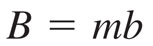 B = mb